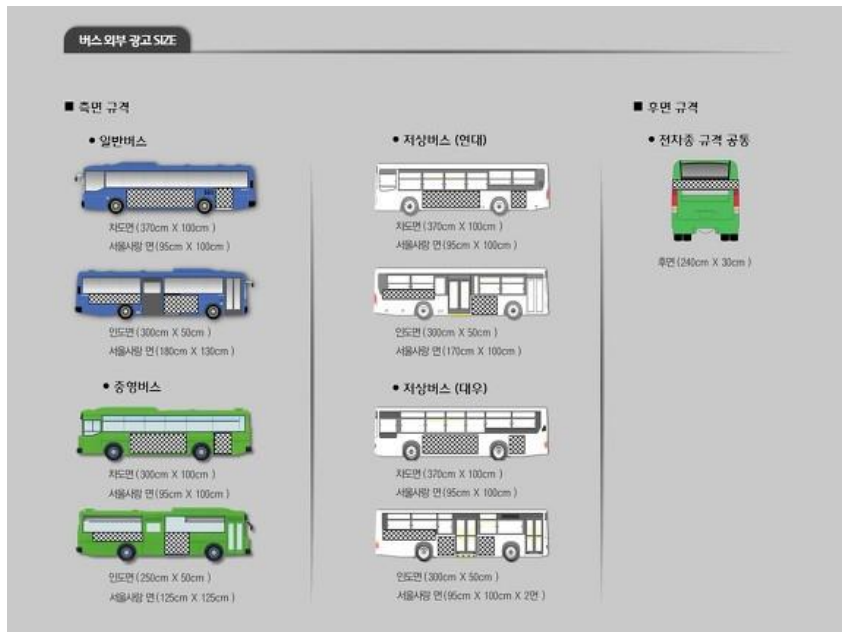 버스 외부 광고 SIZE
■ 측면 규격
• 일반버스
차도면 (370cm X 100cm )
서울사랑 면 (95cm X 100cm )
인도면 (300cm X 50cm )
서울사랑 면 (180cm X 130cm )
• 중형버스
차도면 (300cm X 100cm )
서울사랑 면 (95cm X 100cm )
인도면 (250cm X 50cm )
서울사랑 면 (125cm X 125cm )
• 저상버스 (현대)
차도면 (370cm X 100cm )
서울사랑 면 (95cm X 100cm )
인도면 (300cm X 50cm )
서울사랑 면 (170cm X 100cm )
• 저상버스 (대우)
차도면 (370cm X 100cm )
서울사랑 면 (95cm X 100cm )
인도면 (300cm X 50cm )
서울사랑 면 (95cm X 100cm X 2면 )
■ 후면 규격
• 전차종 규격 공통
후면 (240cm X 30cm )